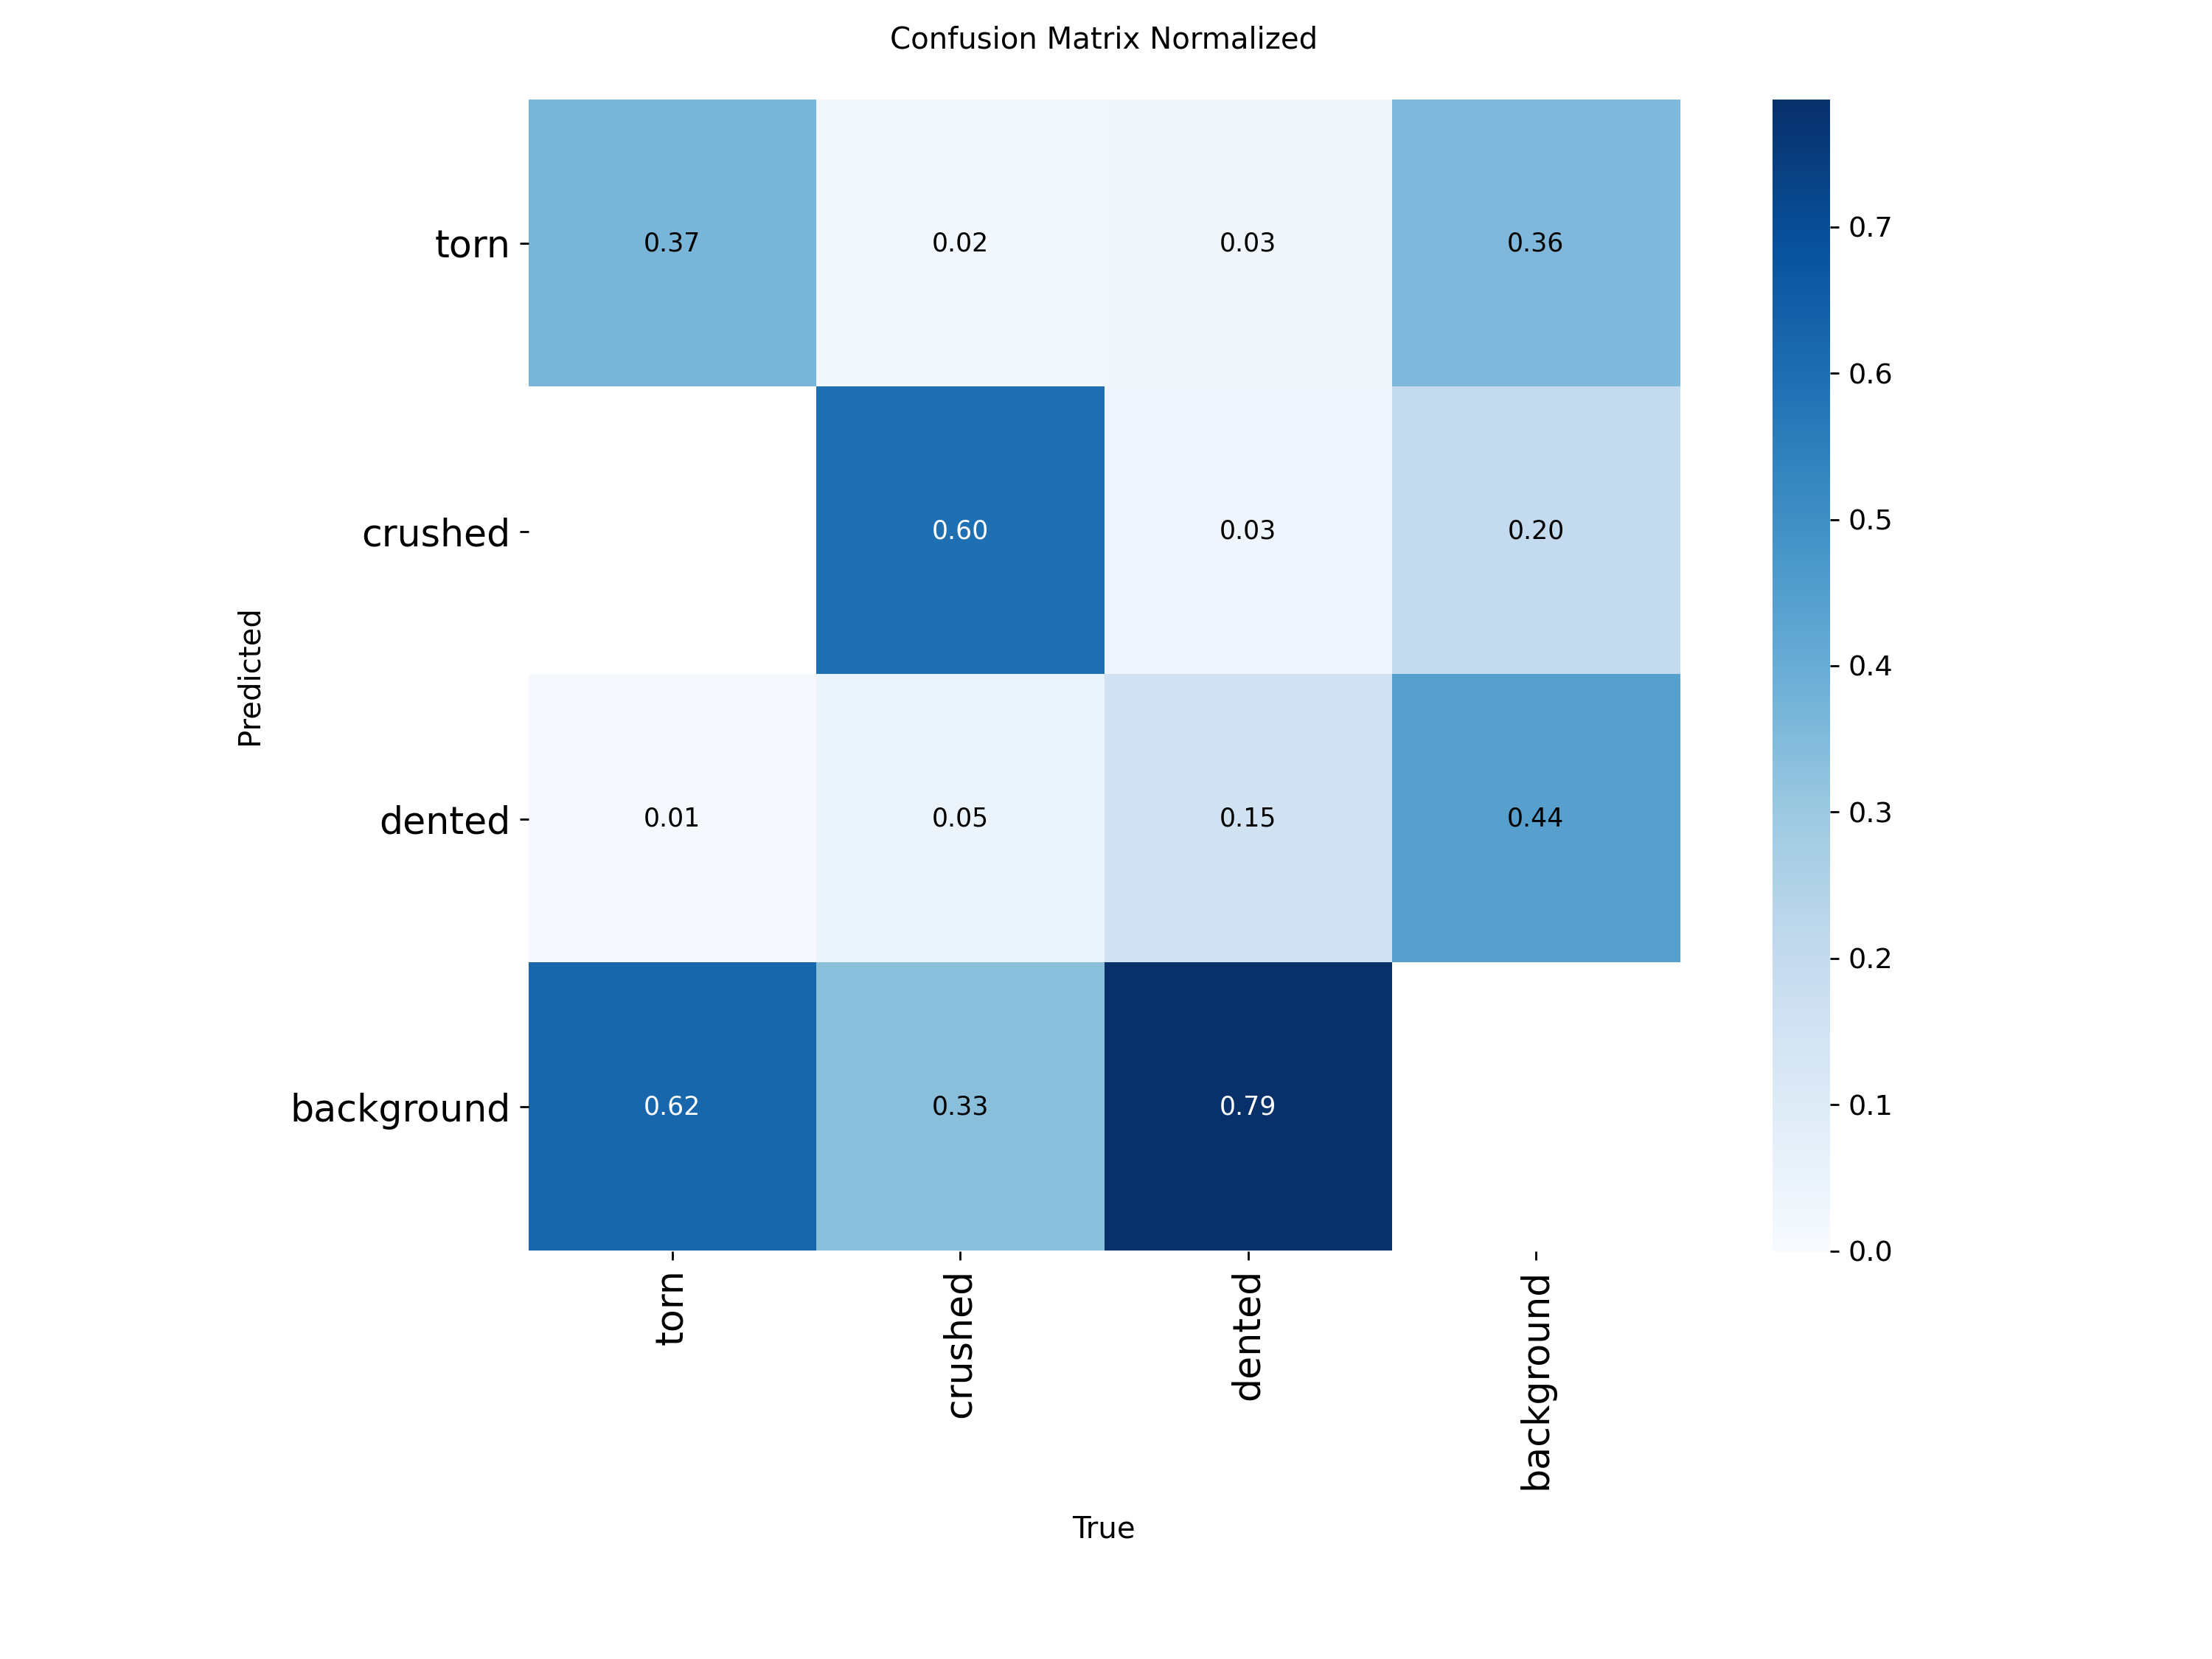 Confusion Matrix Normalized
torn
0.37
0.02
0.03
0.36
crushed
0.60
0.03
0.20
dented
0.01
0.05
0.15
0.44
background
0.62
0.33
0.79
Predicted
torn
crushed
dented
background
True
0.7
0.6
0.5
0.4
0.3
0.2
0.1
0.0